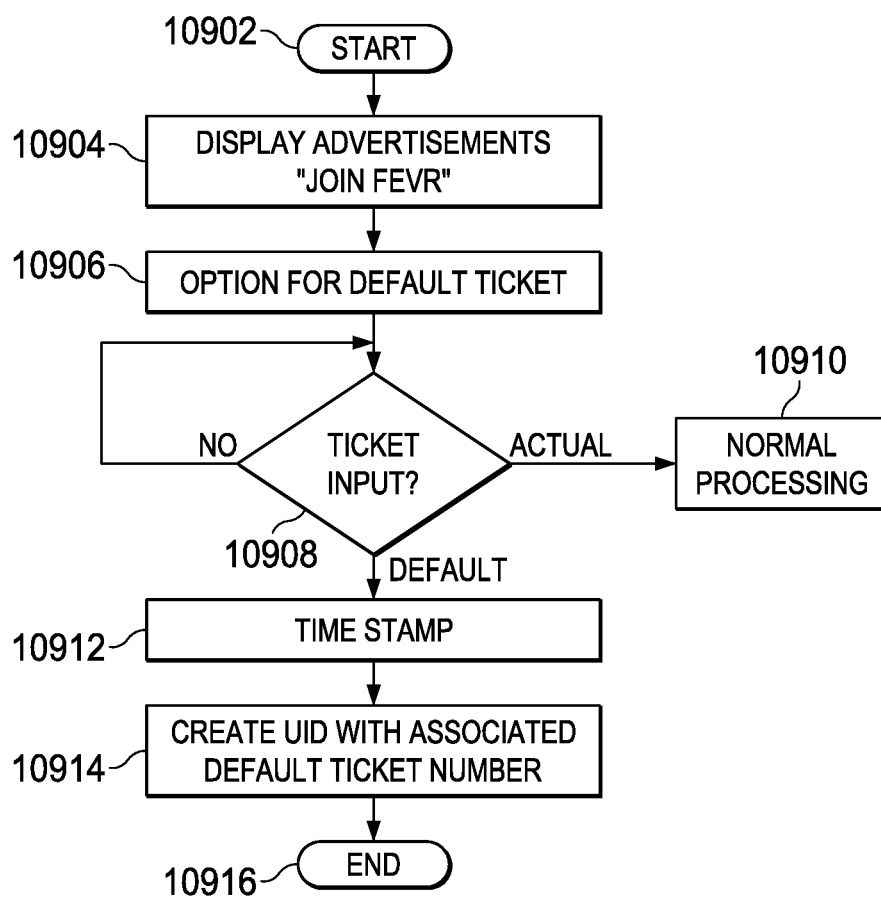 10902
START
10904
DISPLAY ADVERTISEMENTS
"JOIN FEVR"
10906
OPTION FOR DEFAULT TICKET
10910
NO
TICKET
INPUT?
ACTUAL
NORMAL
PROCESSING
10908
DEFAULT
10912
TIME STAMP
10914
CREATE UID WITH ASSOCIATED
DEFAULT TICKET NUMBER
10916
END